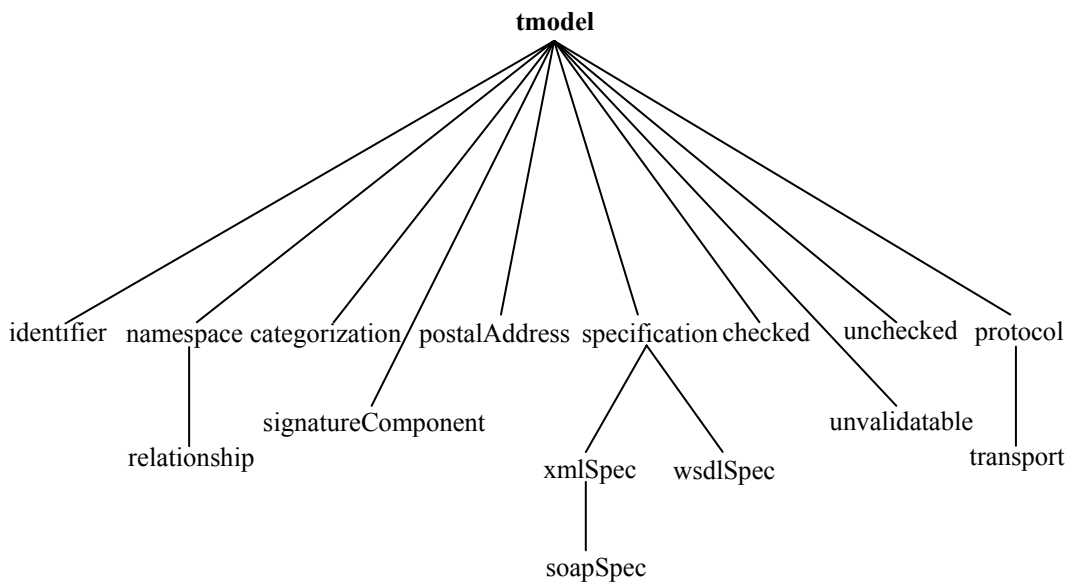 tmodel
identifier namespace categorization postalAddress specification checked unchecked protocol
signatureComponent unvalidatable
relationship xmlSpec wsdlSpec transport
soapSpec